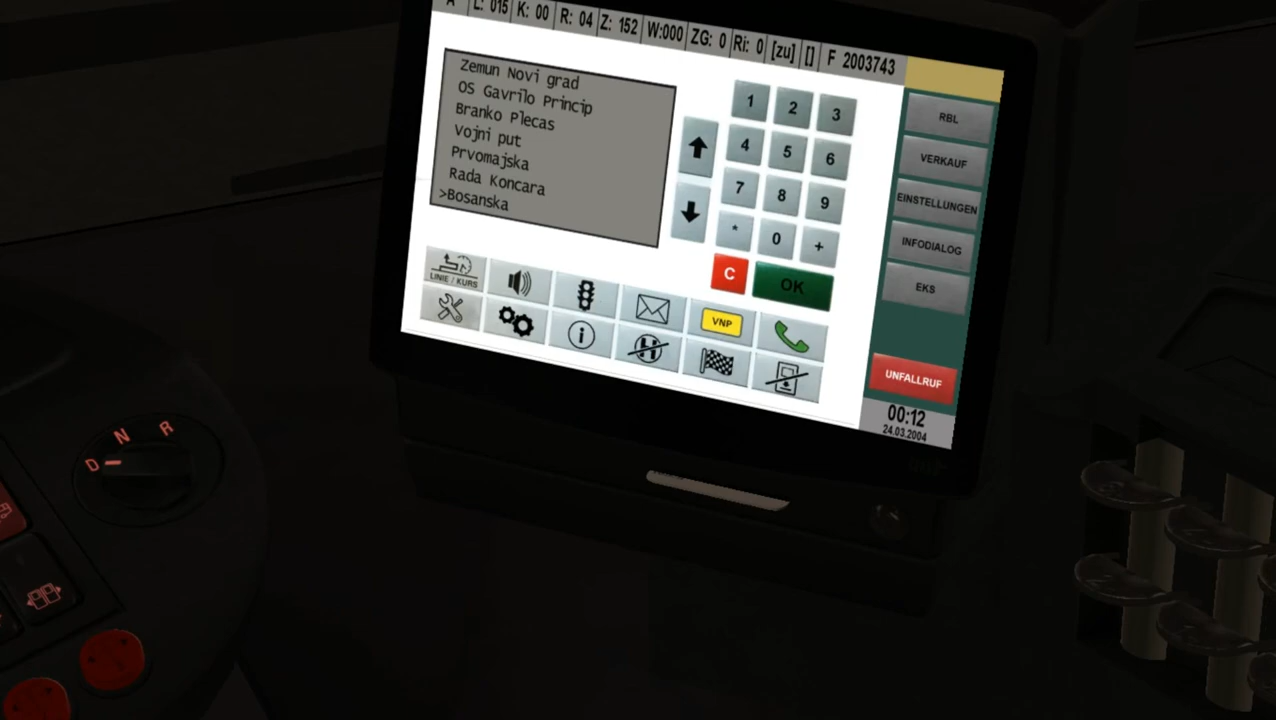 A L: 015 K: 00 R: 04 Z: 152 W:000 ZG: 0 Ri: 0 [zu] [] F 2003743
Zemun Novi grad
OS Gavrilo Princip
Branko Plecas
Vojni put
Prvomajska
Rada Koncara
>Bosanska
1 2 3
4 5 6
7 8 9
* 0 +
C OK
RBL
VERKAUF
EINSTELLUNGEN
INFODIALOG
EKS
UNFALLRUF
00:12
24.03.2004
LINIE / KURS
VNP
H
D N R